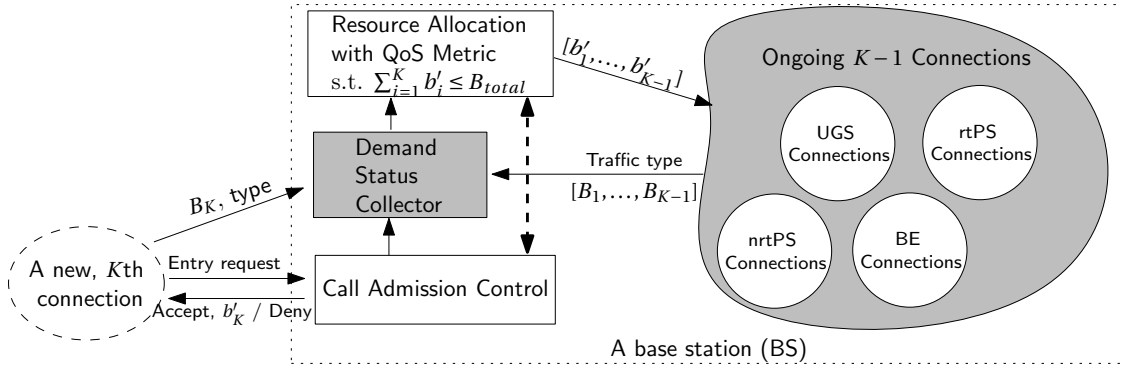 Resource Allocation
with QoS Metric
s.t. ∑_{i=1}^{K} b'_i ≤ B_{total}
[b'_1,…,b'_{K−1}]
Ongoing K−1 Connections
UGS
Connections
rtPS
Connections
nrtPS
Connections
BE
Connections
Demand
Status
Collector
Traffic type
[B_1,…,B_{K−1}]
B_K, type
A new, Kth
connection
Entry request
Accept, b'_K / Deny
Call Admission Control
A base station (BS)